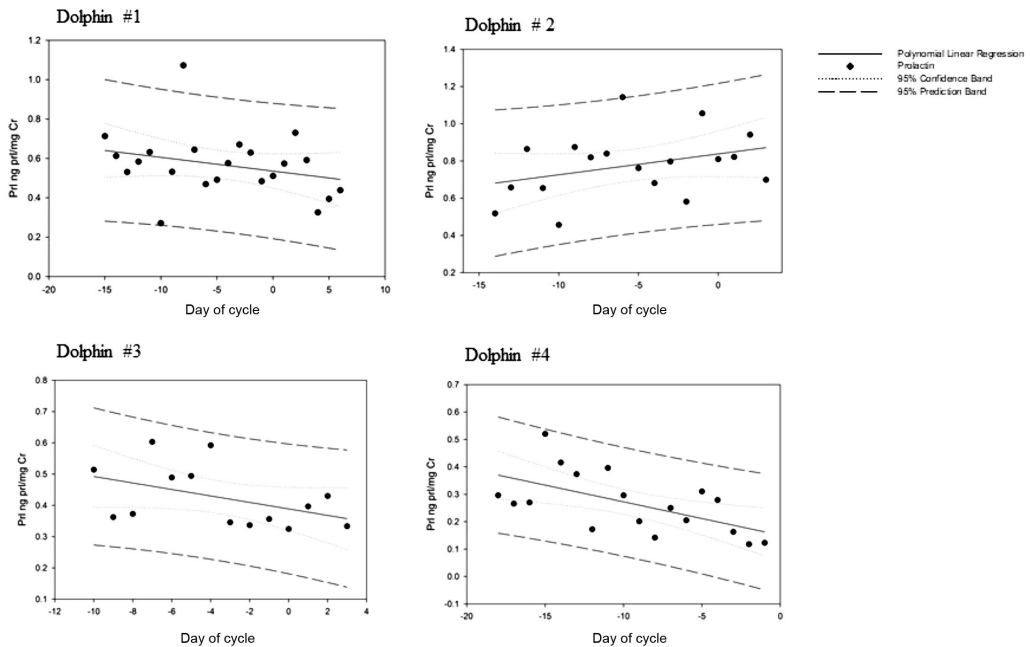 Dolphin #1
Prl ng prl/mg Cr
1.2
1.0
0.8
0.6
0.4
0.2
0.0
-20 -15 -10 -5 0 5 10
Day of cycle
Dolphin # 2
Prl ng prl/mg Cr
1.4
1.2
1.0
0.8
0.6
0.4
0.2
-15 -10 -5 0
Day of cycle
Polynomial Linear Regression
Prolactin
95% Confidence Band
95% Prediction Band
Dolphin #3
Prl ng prl/mg Cr
0.8
0.7
0.6
0.5
0.4
0.3
0.2
0.1
-12 -10 -8 -6 -4 -2 0 2 4
Day of cycle
Dolphin #4
Prl ng prl/mg Cr
0.7
0.6
0.5
0.4
0.3
0.2
0.1
0.0
-0.1
-20 -15 -10 -5 0
Day of cycle